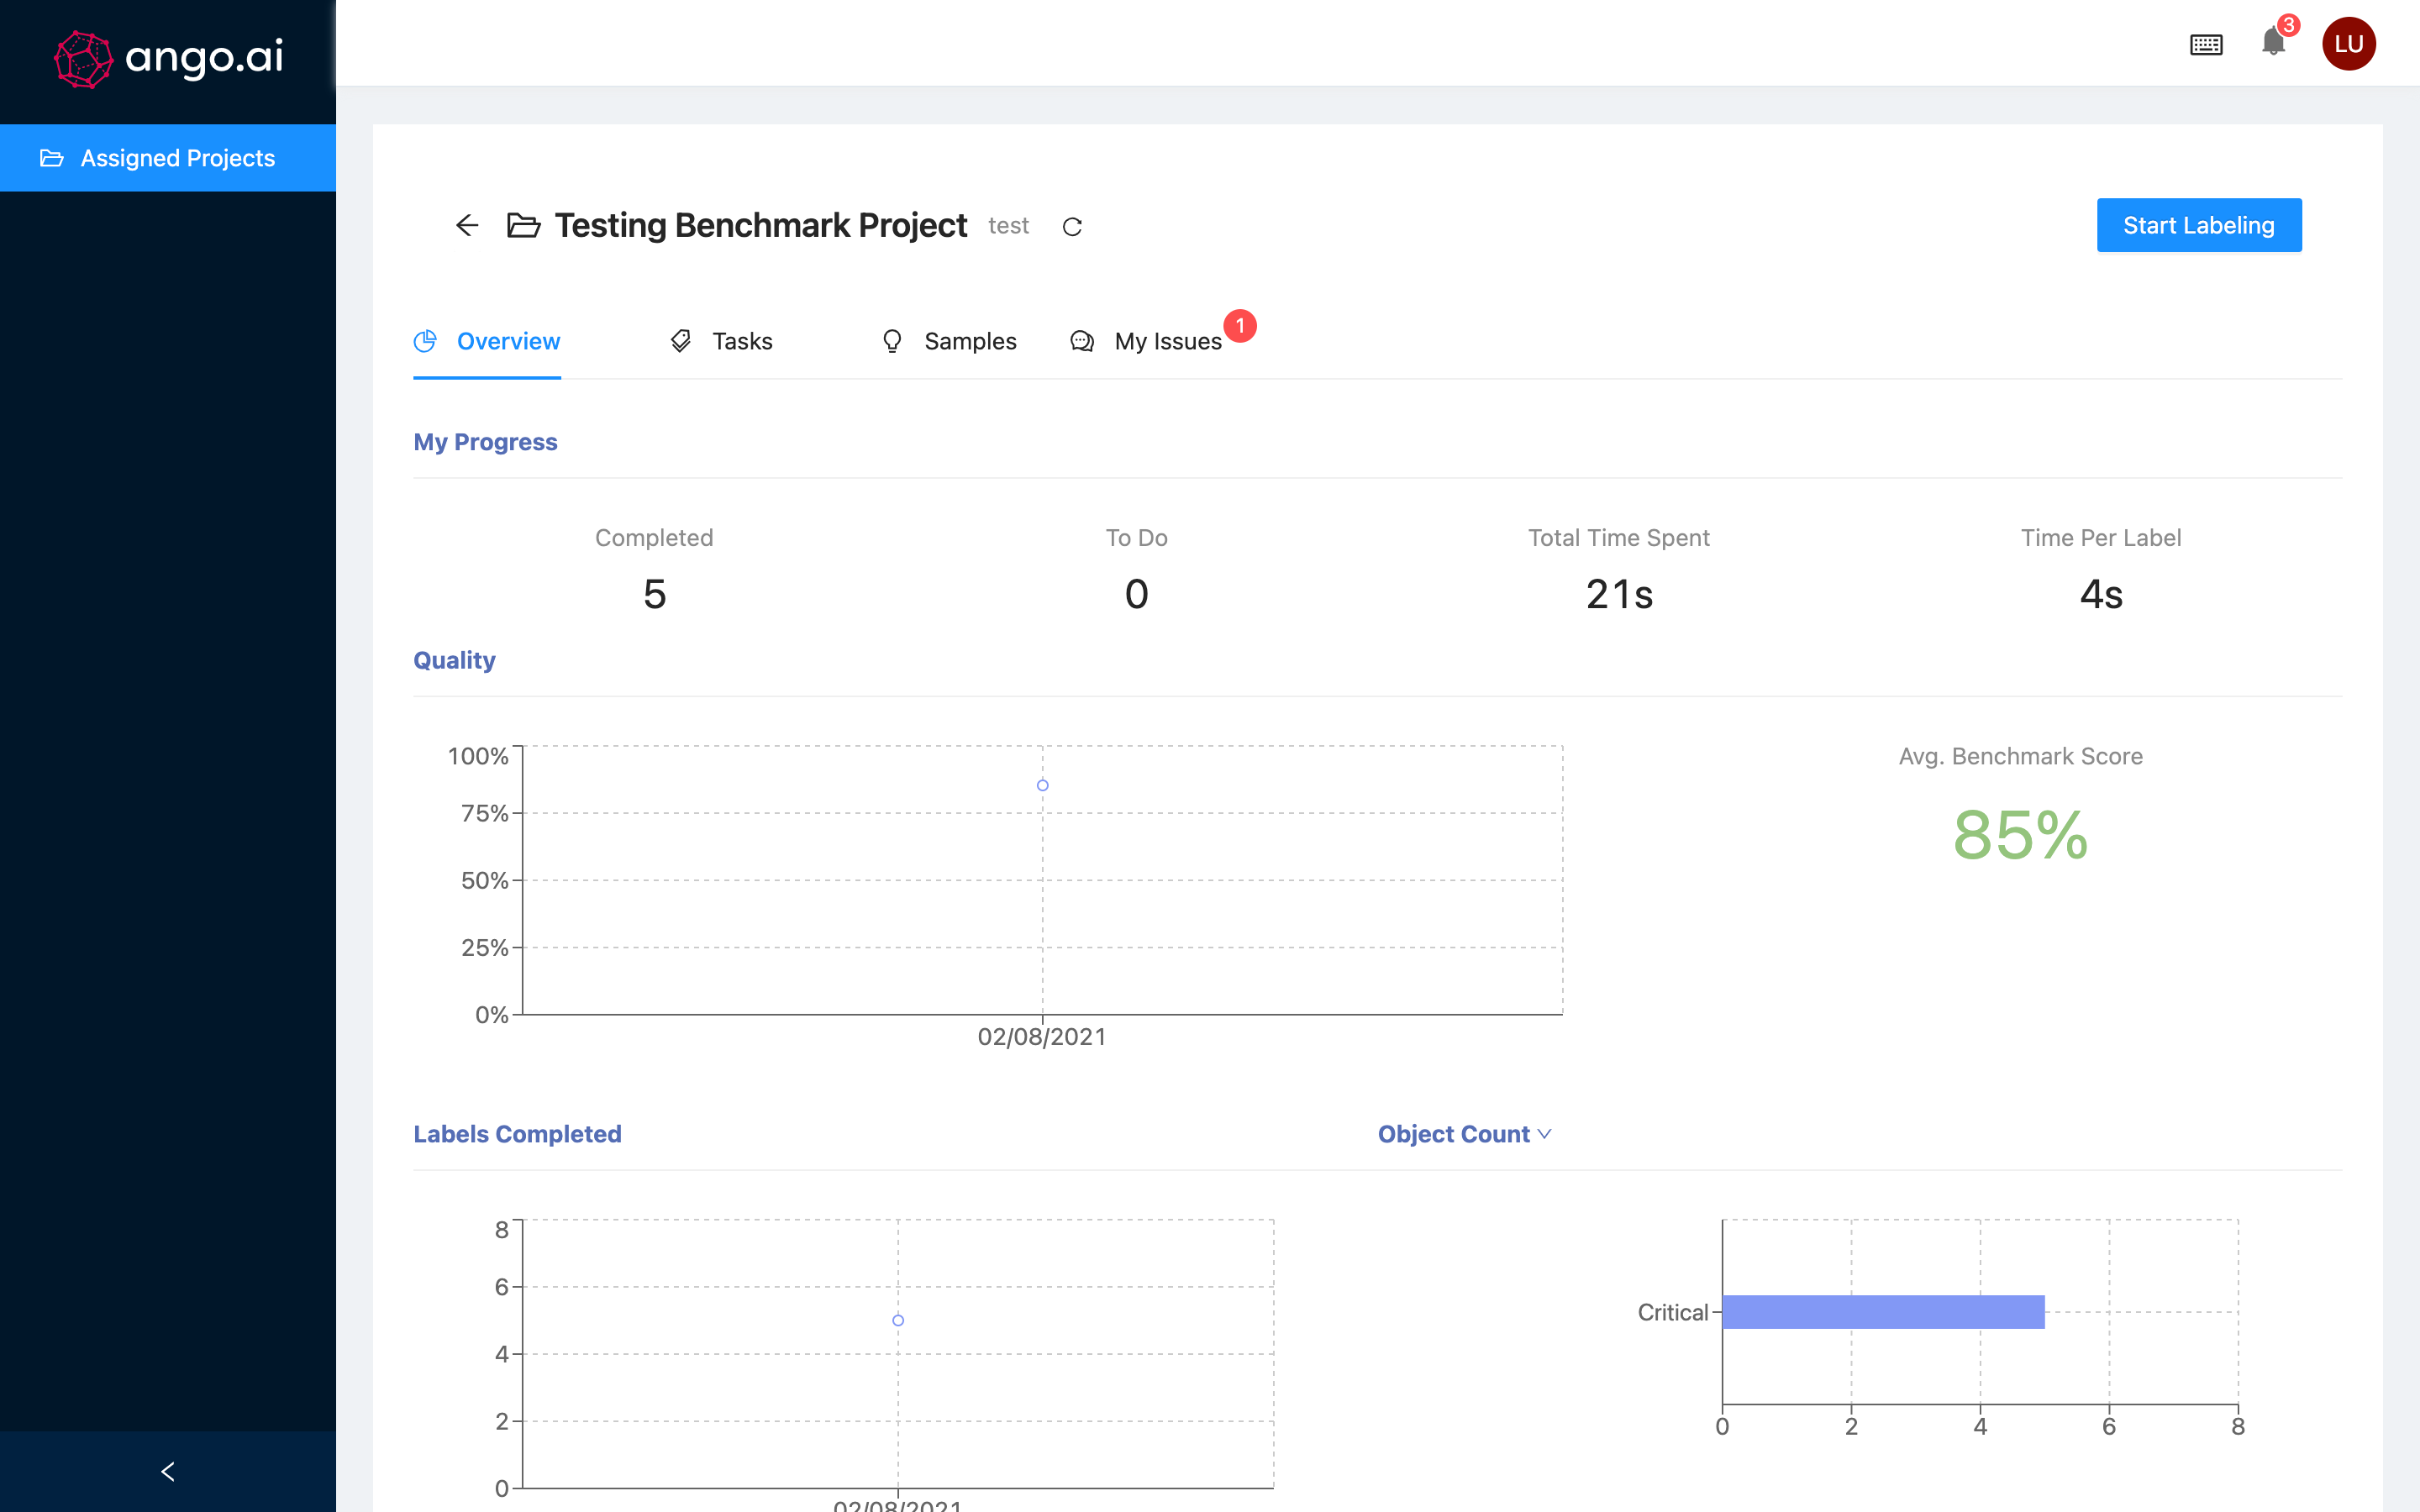 ango.ai
3
LU
Assigned Projects
Testing Benchmark Project test
Start Labeling
Overview
Tasks
Samples
My Issues
1
My Progress
Completed
To Do
Total Time Spent
Time Per Label
5
0
21s
4s
Quality
100%
75%
50%
25%
0%
02/08/2021
Avg. Benchmark Score
85%
Labels Completed
Object Count
8
6
4
2
0
02/08/2021
Critical
0
2
4
6
8